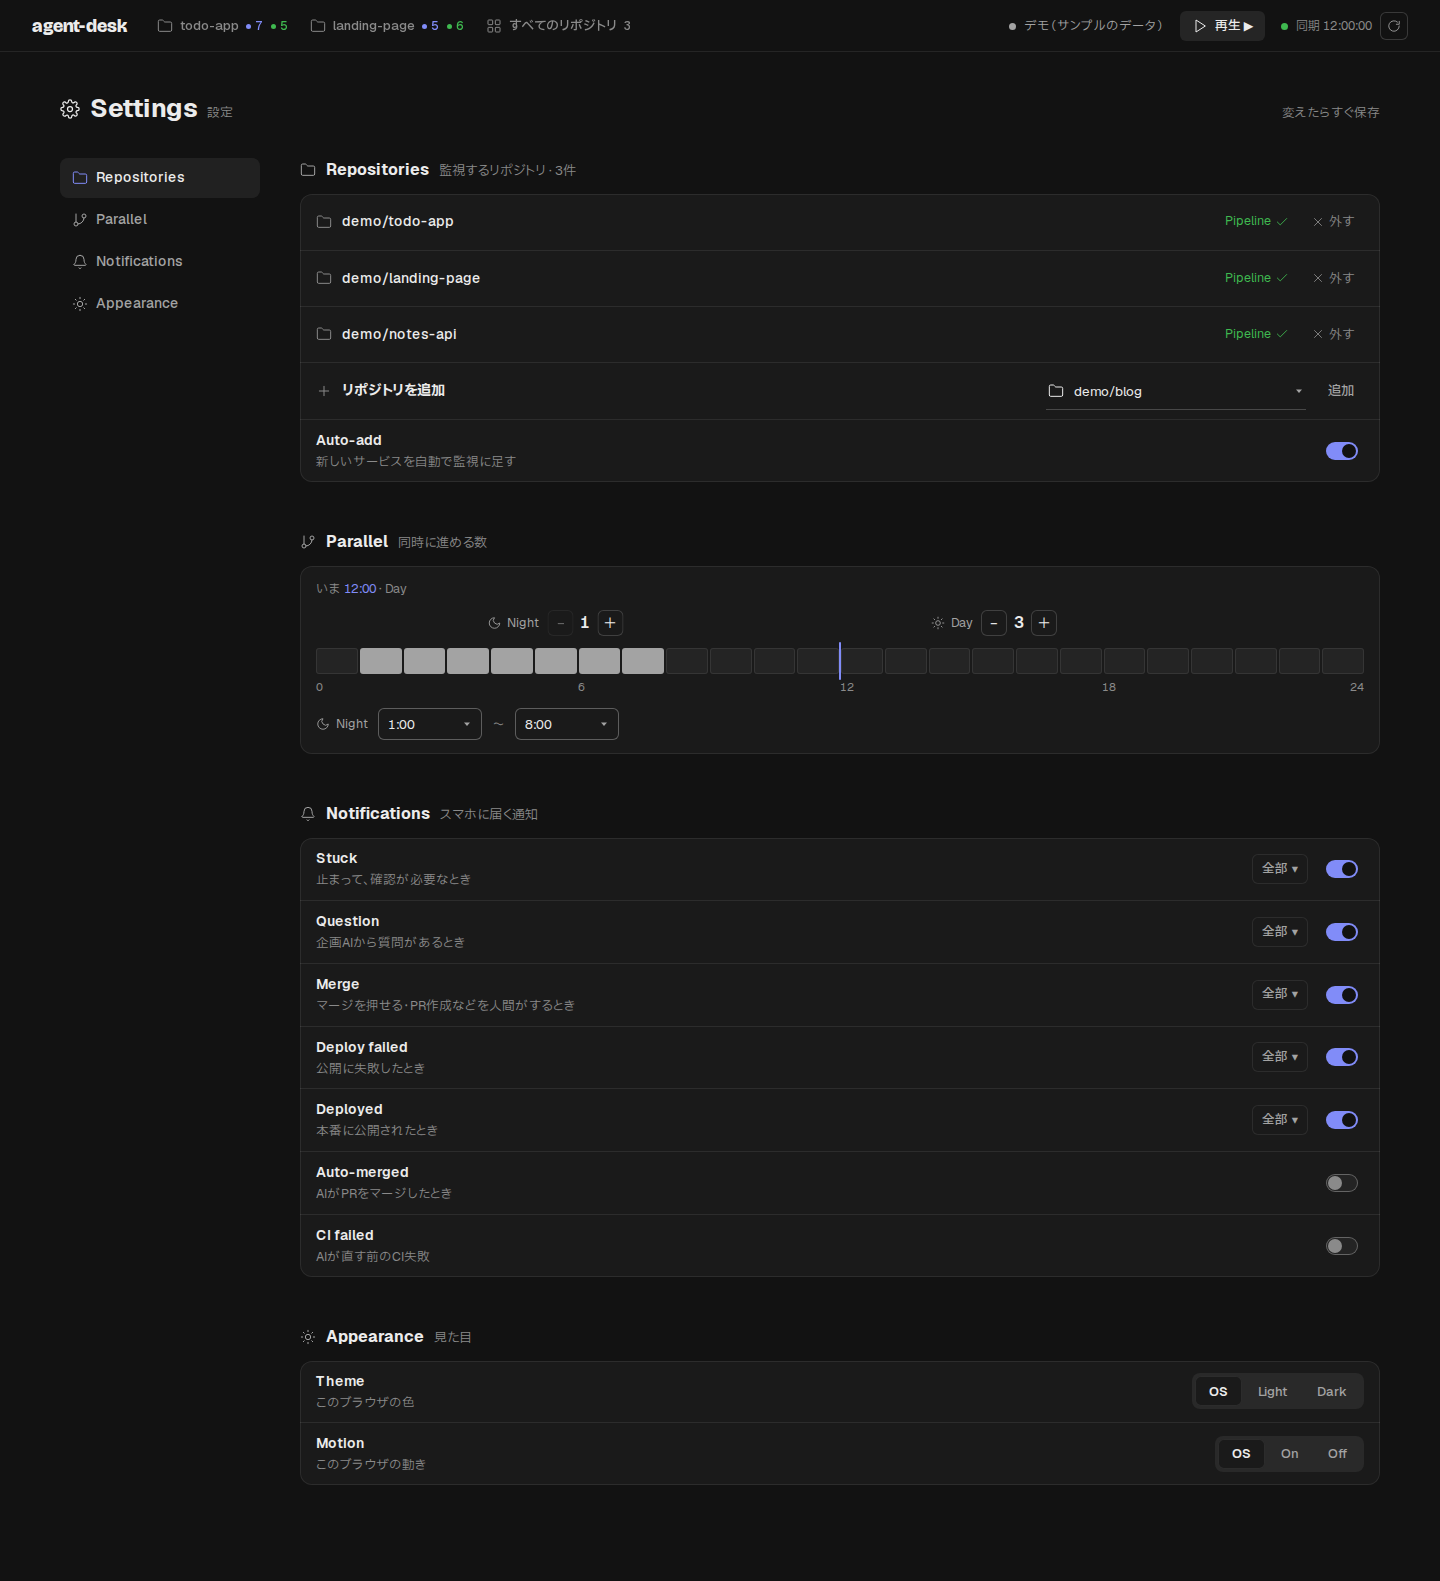 agent-desk todo-app 7 5 landing-page 5 6 すべてのリポジトリ 3 デモ(サンプルのデータ) 再生 ▶ 同期 12:00:00
Settings 設定 変えたらすぐ保存
Repositories
Parallel
Notifications
Appearance
Repositories 監視するリポジトリ · 3件
demo/todo-app Pipeline ✓ × 外す
demo/landing-page Pipeline ✓ × 外す
demo/notes-api Pipeline ✓ × 外す
+ リポジトリを追加 demo/blog 追加
Auto-add
新しいサービスを自動で監視に足す
Parallel 同時に進める数
いま 12:00 · Day
Night − 1 + Day − 3 +
0 6 12 18 24
Night 1:00 ～ 8:00
Notifications スマホに届く通知
Stuck 全部 ▾
止まって、確認が必要なとき
Question 全部 ▾
企画AIから質問があるとき
Merge 全部 ▾
マージを押せる・PR作成などを人間がするとき
Deploy failed 全部 ▾
公開に失敗したとき
Deployed 全部 ▾
本番に公開されたとき
Auto-merged
AIがPRをマージしたとき
CI failed
AIが直す前のCI失敗
Appearance 見た目
Theme OS Light Dark
このブラウザの色
Motion OS On Off
このブラウザの動き